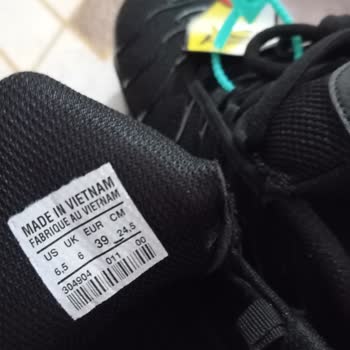 MADE IN VIETNAM
FABRIQUE AU VIETNAM
US UK EUR CM
6,5 6 39 24,5
304904 011 00